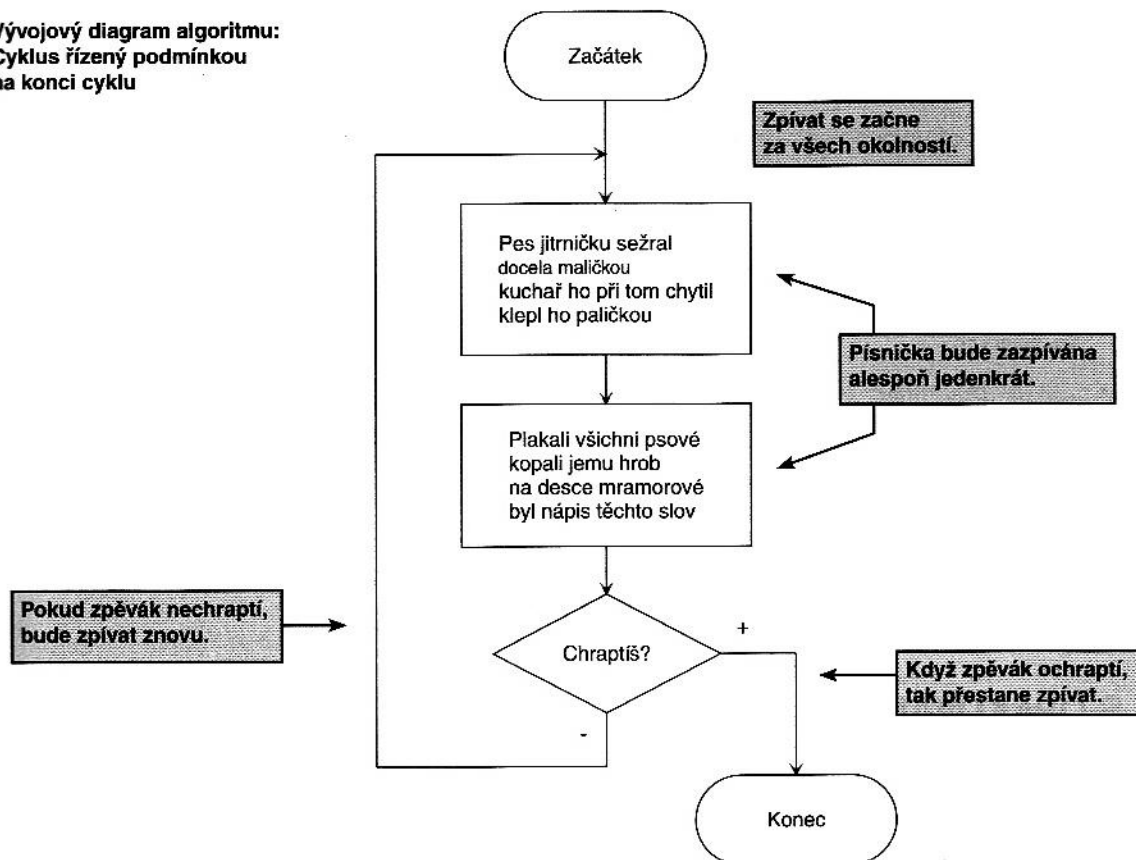 Vývojový diagram algoritmu:
Cyklus řízený podmínkou
na konci cyklu
Začátek
Zpívat se začne
za všech okolností.
Pes jitrničku sežral
docela maličkou
kuchař ho při tom chytil
klepl ho paličkou
Písnička bude zazpívána
alespoň jedenkrát.
Plakali všichni psové
kopali jemu hrob
na desce mramorové
byl nápis těchto slov
Pokud zpěvák nechraptí,
bude zpívat znovu.
Chraptíš?
+
Když zpěvák ochraptí,
tak přestane zpívat.
-
Konec